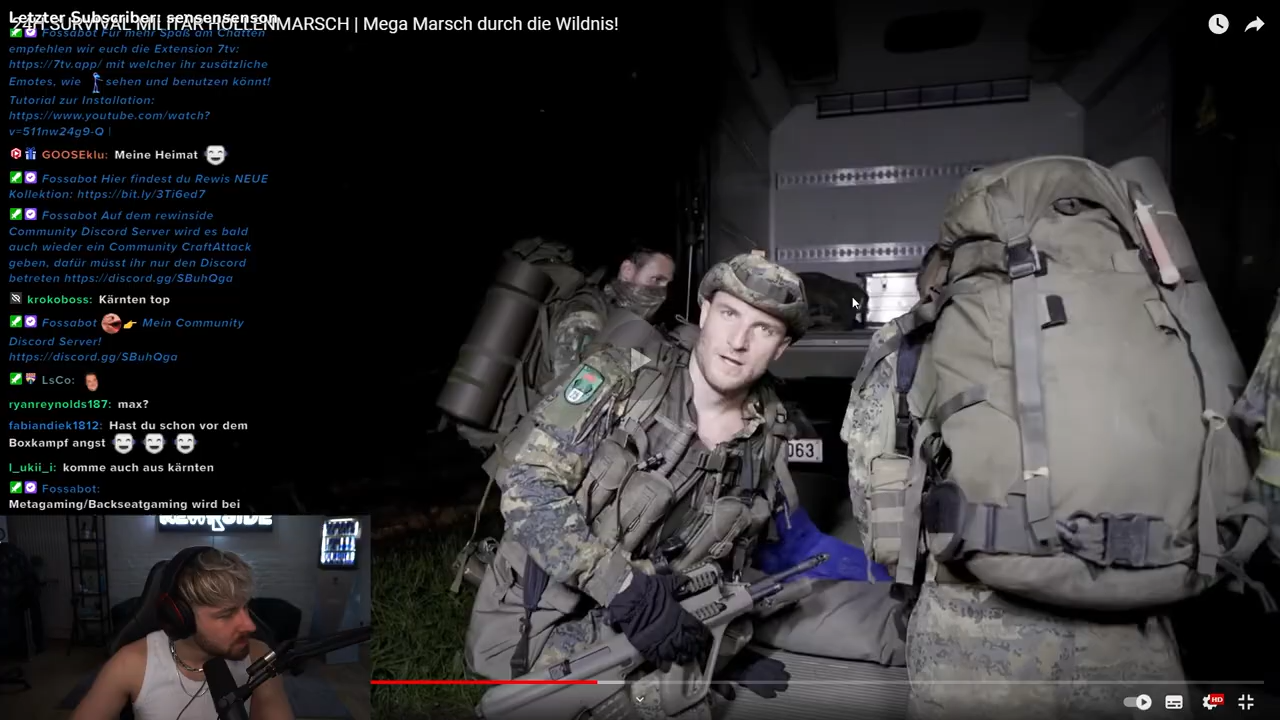 Letzter Subscriber: sensensenson
24H SURVIVAL MILITÄR HÖLLENMARSCH | Mega Marsch durch die Wildnis!
Fossabot Für mehr Spaß am Chatten
empfehlen wir euch die Extension 7tv:
https://7tv.app/ mit welcher ihr zusätzliche
Emotes, wie sehen und benutzen könnt!
Tutorial zur Installation:
https://www.youtube.com/watch?
v=511nw24g9-Q |
GOOSEklu: Meine Heimat
Fossabot Hier findest du Rewis NEUE
Kollektion: https://bit.ly/3Ti6ed7
Fossabot Auf dem rewinside
Community Discord Server wird es bald
auch wieder ein Community CraftAttack
geben, dafür müsst ihr nur den Discord
betreten https://discord.gg/SBuhQga
krokoboss: Kärnten top
Fossabot Mein Community
Discord Server!
https://discord.gg/SBuhQga
LsCo:
ryanreynolds187: max?
fabiandiek1812: Hast du schon vor dem
Boxkampf angst
l_ukii_i: komme auch aus kärnten
Fossabot:
Metagaming/Backseatgaming wird bei
REWINSIDE
063
HD